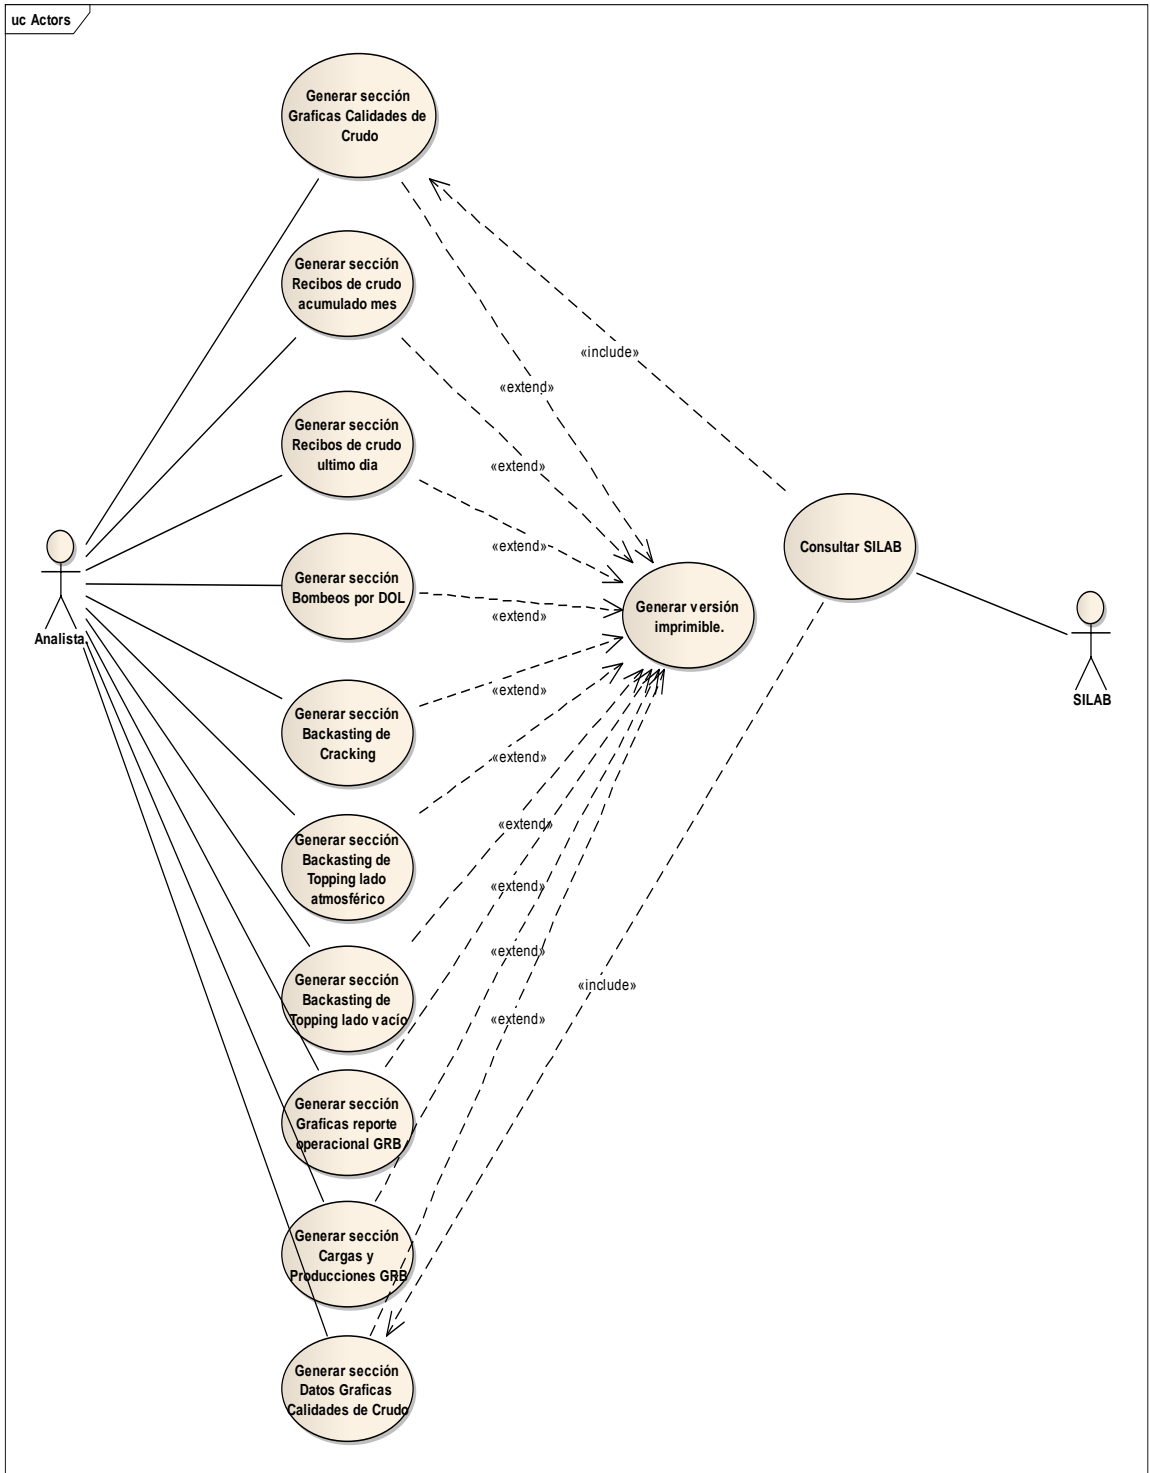 uc Actors
Generar sección
Graficas Calidades de
Crudo
Generar sección
Recibos de crudo
acumulado mes
«include»
«extend»
Generar sección
Recibos de crudo
ultimo dia
«extend»
«extend»
Consultar SILAB
Generar sección
Bombeos por DOL
«extend»
Generar versión
imprimible.
Analista
SILAB
Generar sección
Backasting de
Cracking
«extend»
«extend»
Generar sección
Backasting de
Topping lado
atmosférico
«extend»
«extend»
Generar sección
Backasting de
Topping lado vacío
«extend»
«include»
«extend»
Generar sección
Graficas reporte
operacional GRB
Generar sección
Cargas y
Producciones GRB
Generar sección
Datos Graficas
Calidades de Crudo